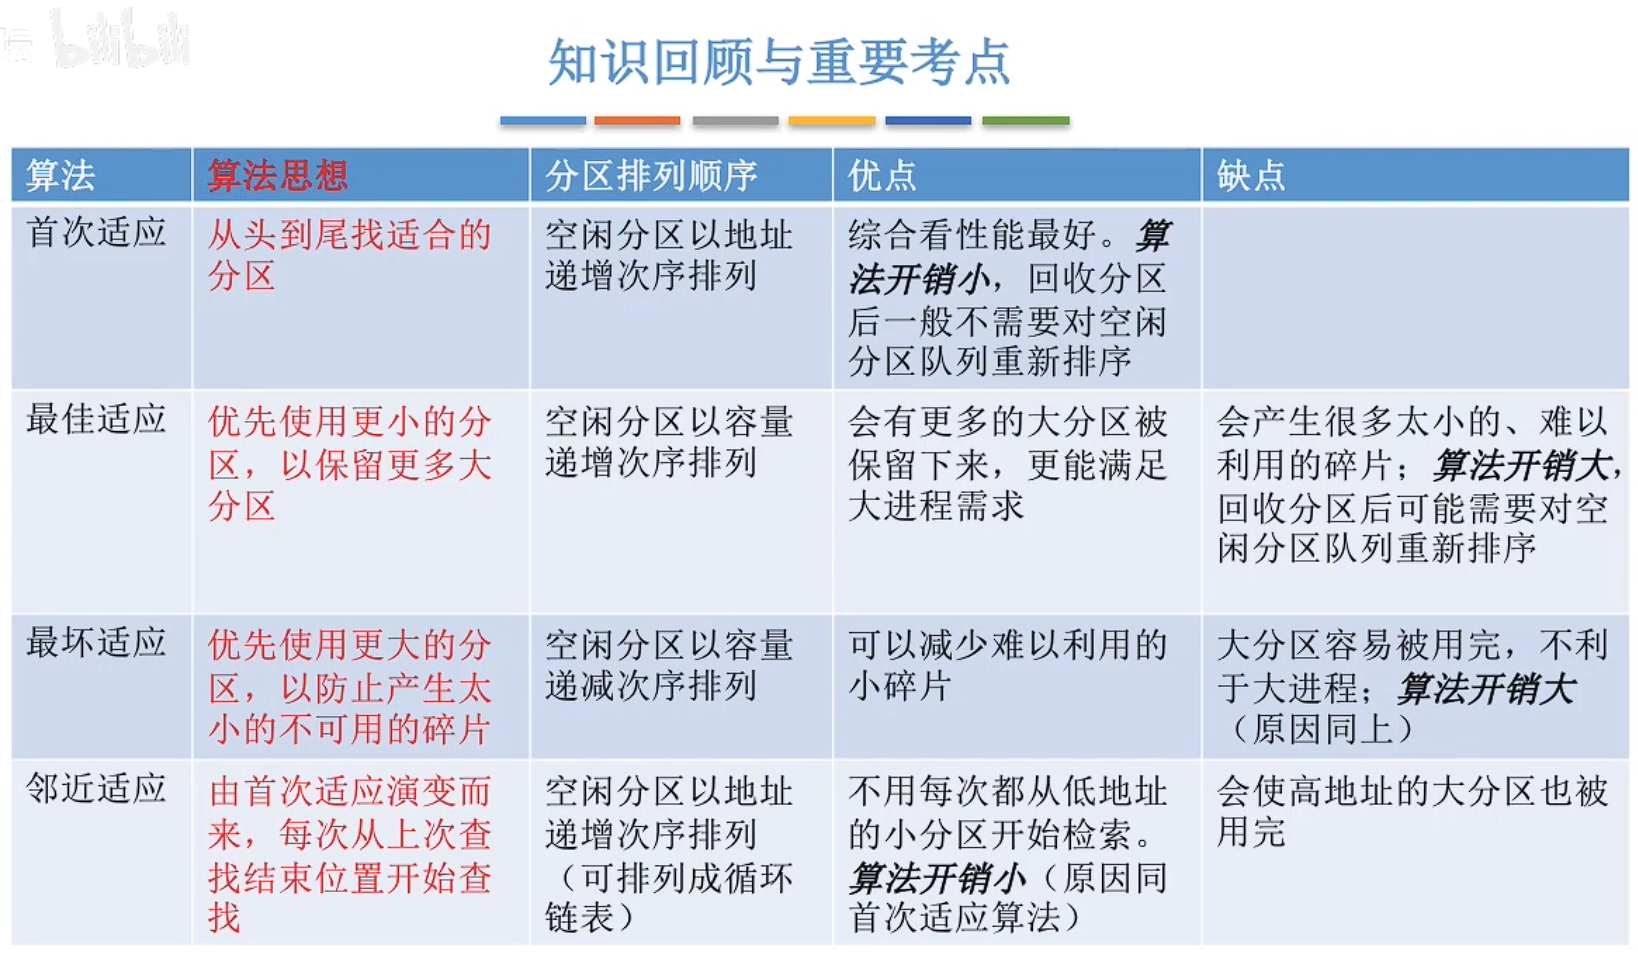 坛 bilibili
知识回顾与重要考点
算法
算法思想
分区排列顺序
优点
缺点
首次适应
从头到尾找适合的
分区
空闲分区以地址
递增次序排列
综合看性能最好。算
法开销小，回收分区
后一般不需要对空闲
分区队列重新排序
最佳适应
优先使用更小的分
区，以保留更多大
分区
空闲分区以容量
递增次序排列
会有更多的大分区被
保留下来，更能满足
大进程需求
会产生很多太小的、难以
利用的碎片；算法开销大，
回收分区后可能需要对空
闲分区队列重新排序
最坏适应
优先使用更大的分
区，以防止产生太
小的不可用的碎片
空闲分区以容量
递减次序排列
可以减少难以利用的
小碎片
大分区容易被用完，不利
于大进程；算法开销大
（原因同上）
邻近适应
由首次适应演变而
来，每次从上次查
找结束位置开始查
找
空闲分区以地址
递增次序排列
（可排列成循环
链表）
不用每次都从低地址
的小分区开始检索。
算法开销小（原因同
首次适应算法）
会使高地址的大分区也被
用完